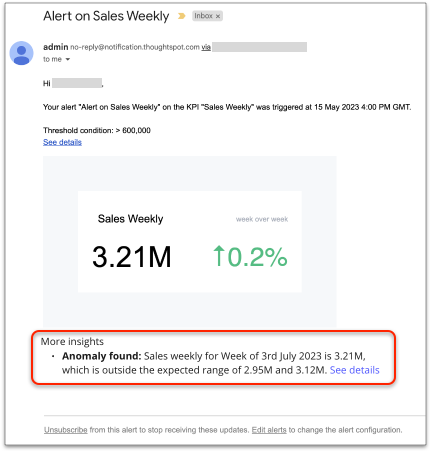 Alert on Sales Weekly Inbox ×
admin no-reply@notification.thoughtspot.com via
to me
Hi ,
Your alert "Alert on Sales Weekly" on the KPI "Sales Weekly" was triggered at 15 May 2023 4:00 PM GMT.
Threshold condition: > 600,000
See details
Sales Weekly week over week
3.21M ↑0.2%
More insights
• Anomaly found: Sales weekly for Week of 3rd July 2023 is 3.21M,
which is outside the expected range of 2.95M and 3.12M. See details
Unsubscribe from this alert to stop receiving these updates. Edit alerts to change the alert configuration.